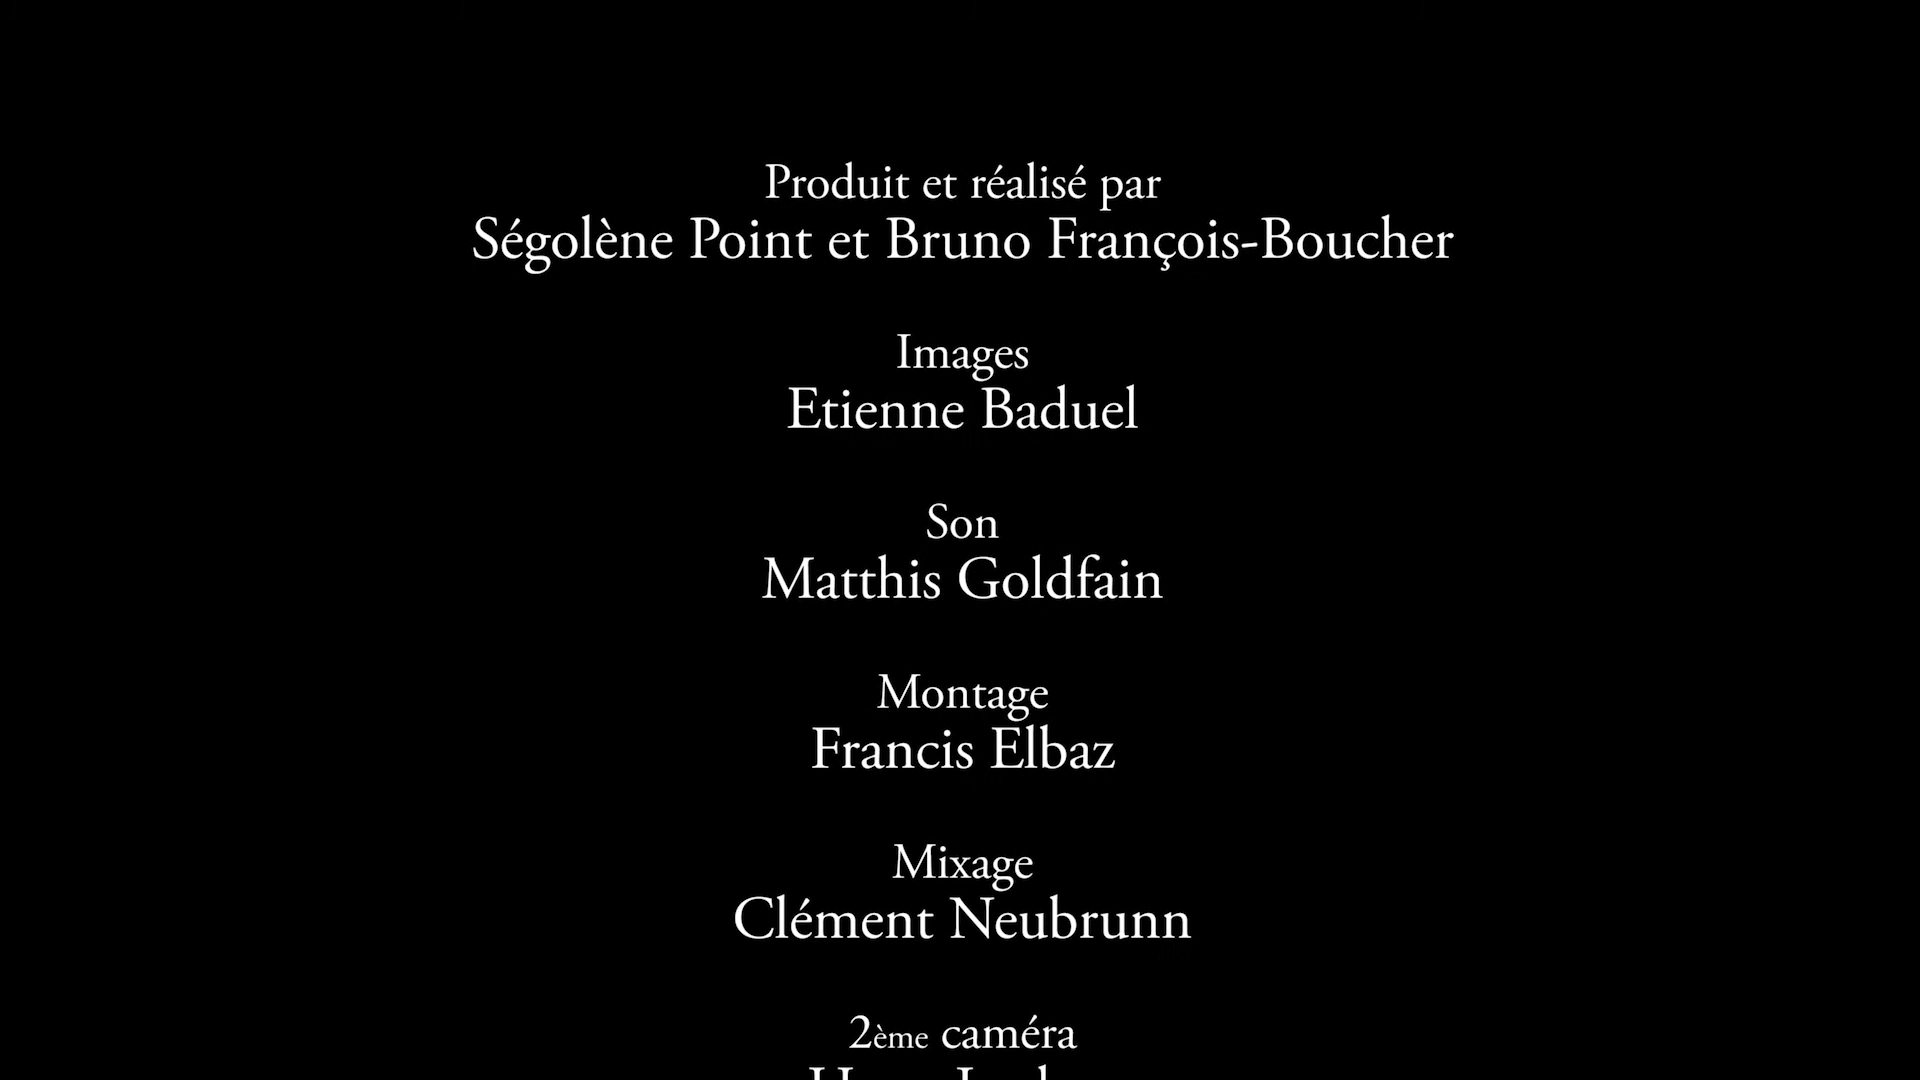 Produit et réalisé par
Ségolène Point et Bruno François-Boucher
Images
Etienne Baduel
Son
Matthis Goldfain
Montage
Francis Elbaz
Mixage
Clément Neubrunn
2ème caméra